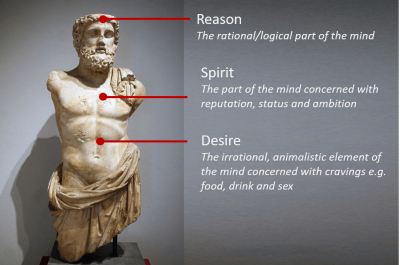 Reason
The rational/logical part of the mind
Spirit
The part of the mind concerned with
reputation, status and ambition
Desire
The irrational, animalistic element of
the mind concerned with cravings e.g.
food, drink and sex